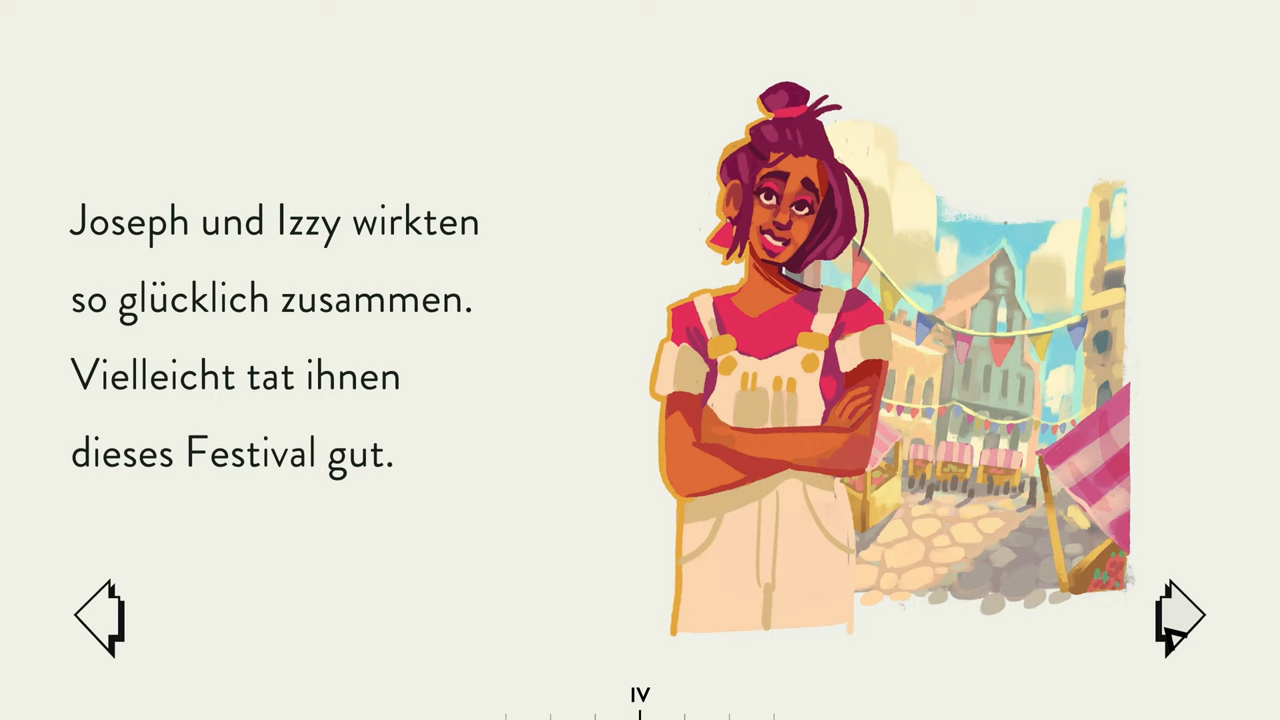 Joseph und Izzy wirkten
so glücklich zusammen.
Vielleicht tat ihnen
dieses Festival gut.
IV